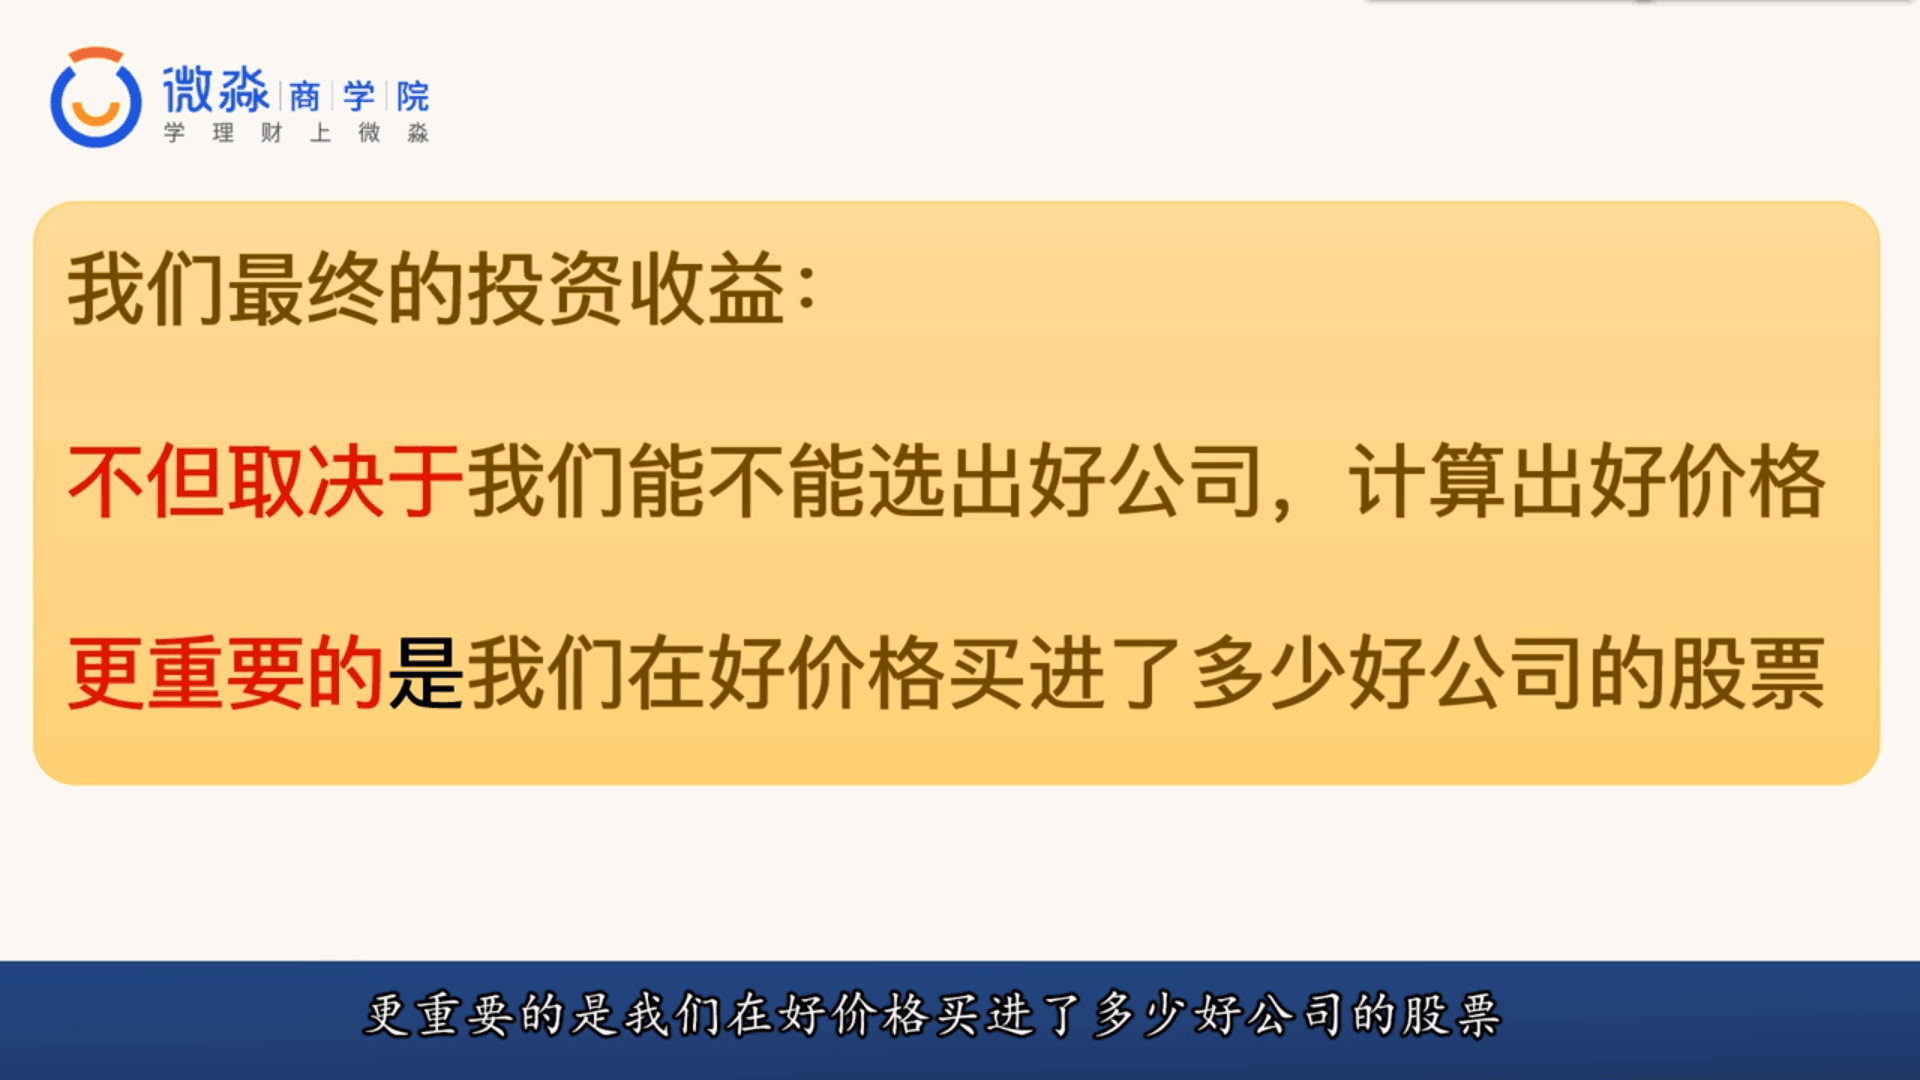 微淼商学院
学理财上微淼
我们最终的投资收益：
不但取决于我们能不能选出好公司，计算出好价格
更重要的是我们在好价格买进了多少好公司的股票
更重要的是我们在好价格买进了多少好公司的股票